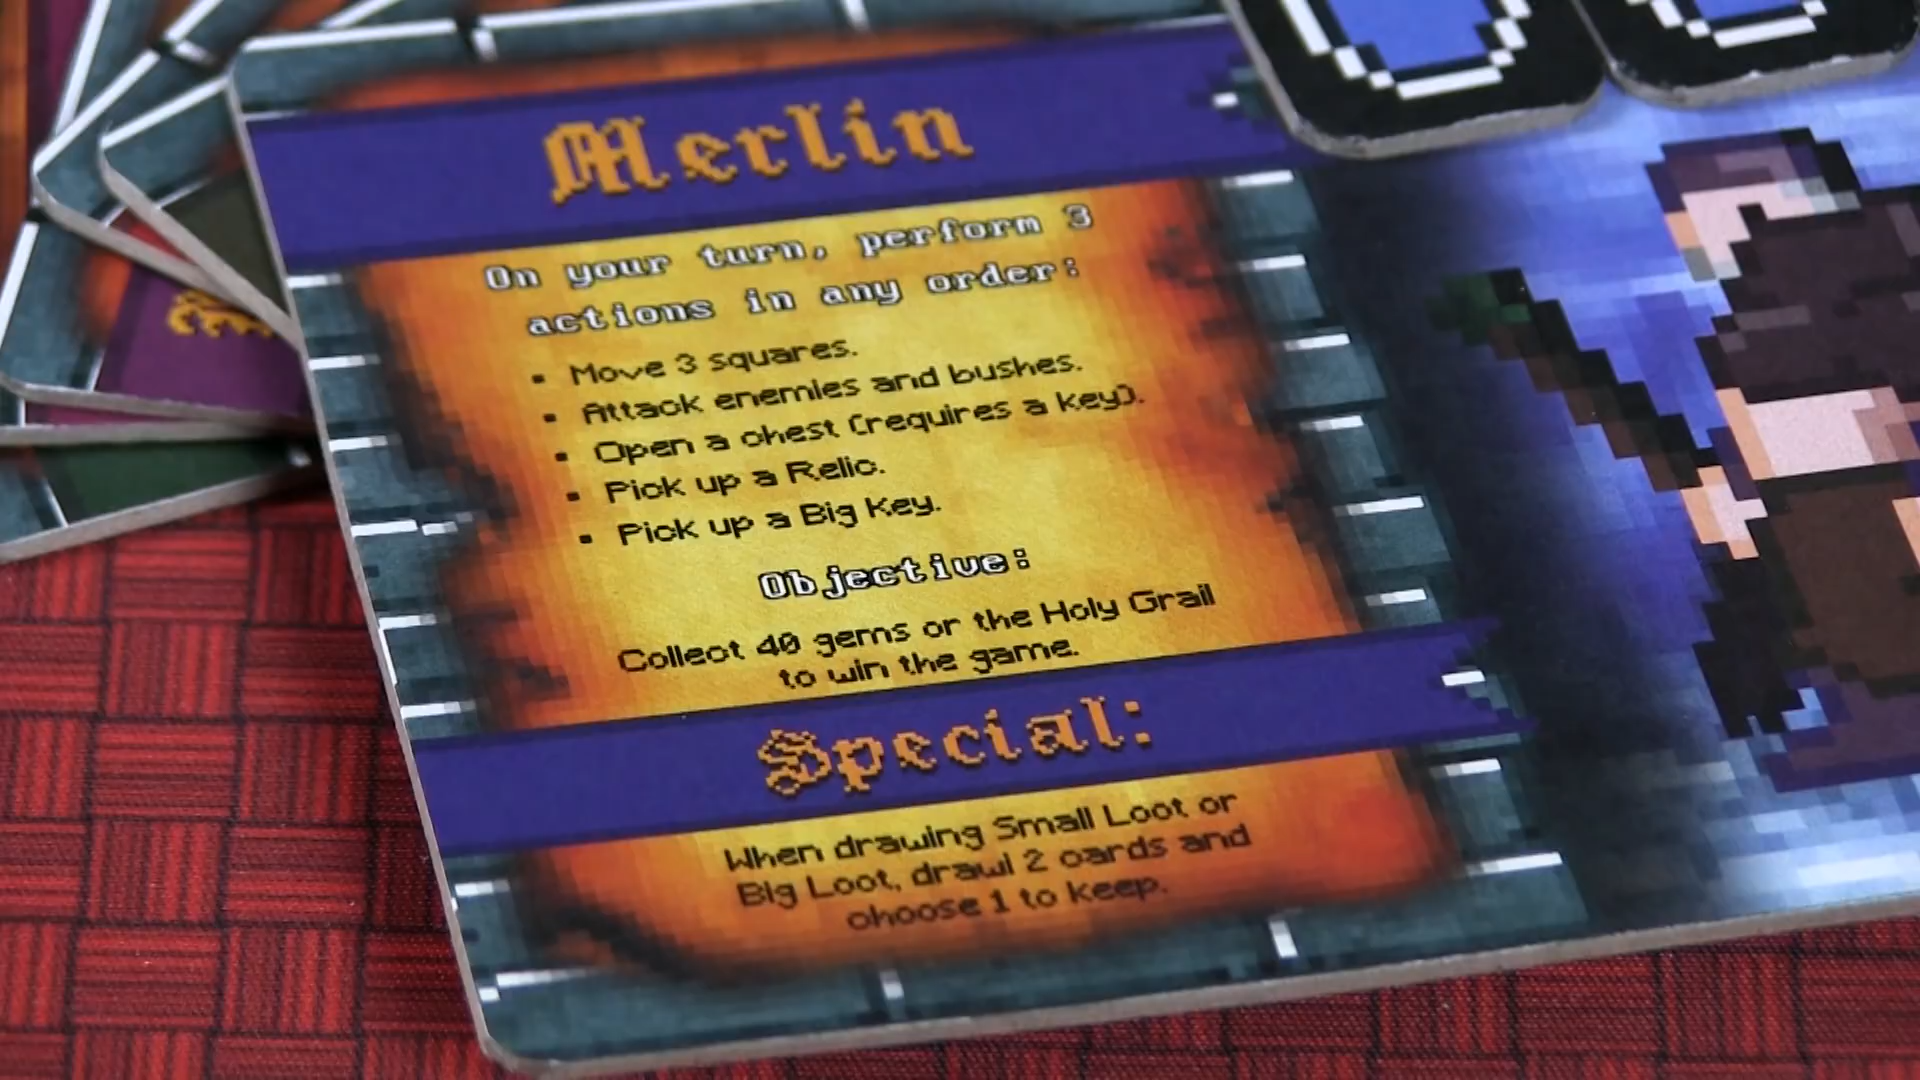 Merlin
On your turn, perform 3
actions in any order:
▪ Move 3 squares.
▪ Attack enemies and bushes.
▪ Open a chest (requires a key).
▪ Pick up a Relic.
▪ Pick up a Big Key.
Objective:
Collect 40 gems or the Holy Grail
to win the game.
Special:
When drawing Small Loot or
Big Loot, draw 2 cards and
choose 1 to keep.